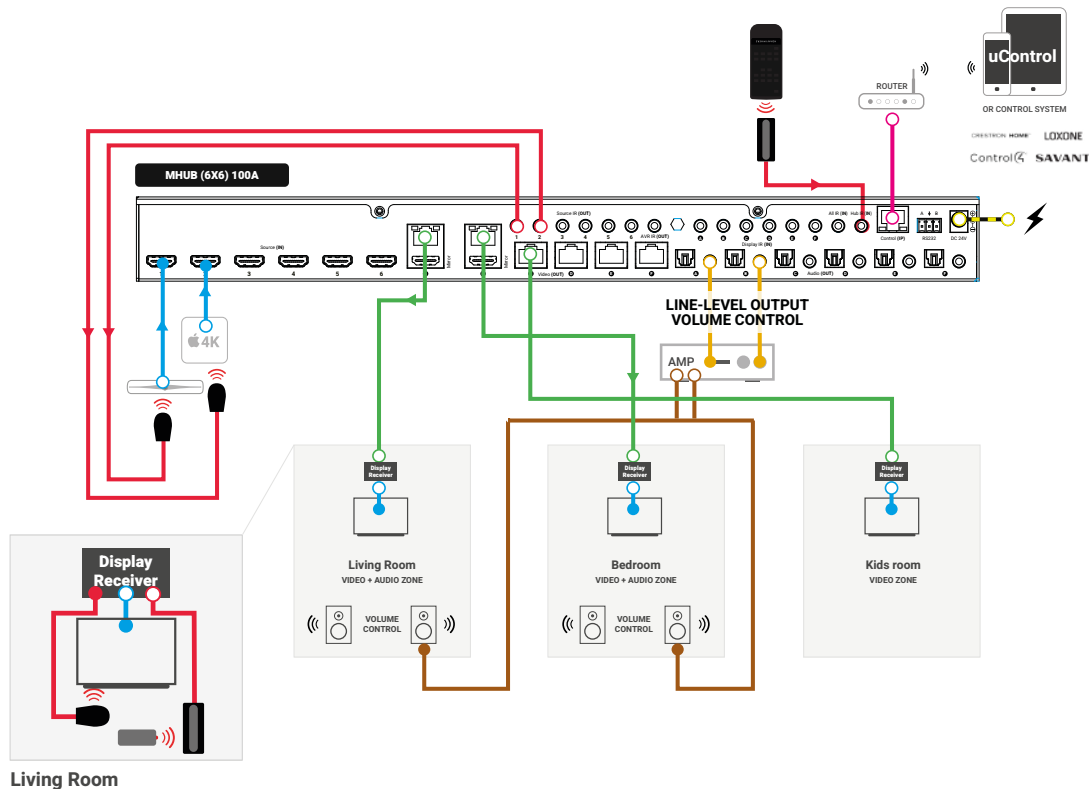 uControl
ROUTER
OR CONTROL SYSTEM
CRESTRON HOME
LOXONE
Control4
SAVANT
MHUB (6X6) 100A
Source IR (OUT)
All IR (IN)
Hub IR (IN)
1
2
3
4
5
6
AVR IR (OUT)
A
B
C
D
E
F
Display IR (IN)
Control (IP)
A
B
RS232
DC 24V
Source (IN)
3
4
5
6
Mirror
Mirror
Video (OUT)
D
E
F
A
B
C
Audio (OUT)
D
E
F
LINE-LEVEL OUTPUT
VOLUME CONTROL
4K
AMP
Display
Receiver
Display
Receiver
Display
Receiver
Living Room
VIDEO + AUDIO ZONE
VOLUME
CONTROL
Bedroom
VIDEO + AUDIO ZONE
VOLUME
CONTROL
Kids room
VIDEO ZONE
Display
Receiver
Living Room